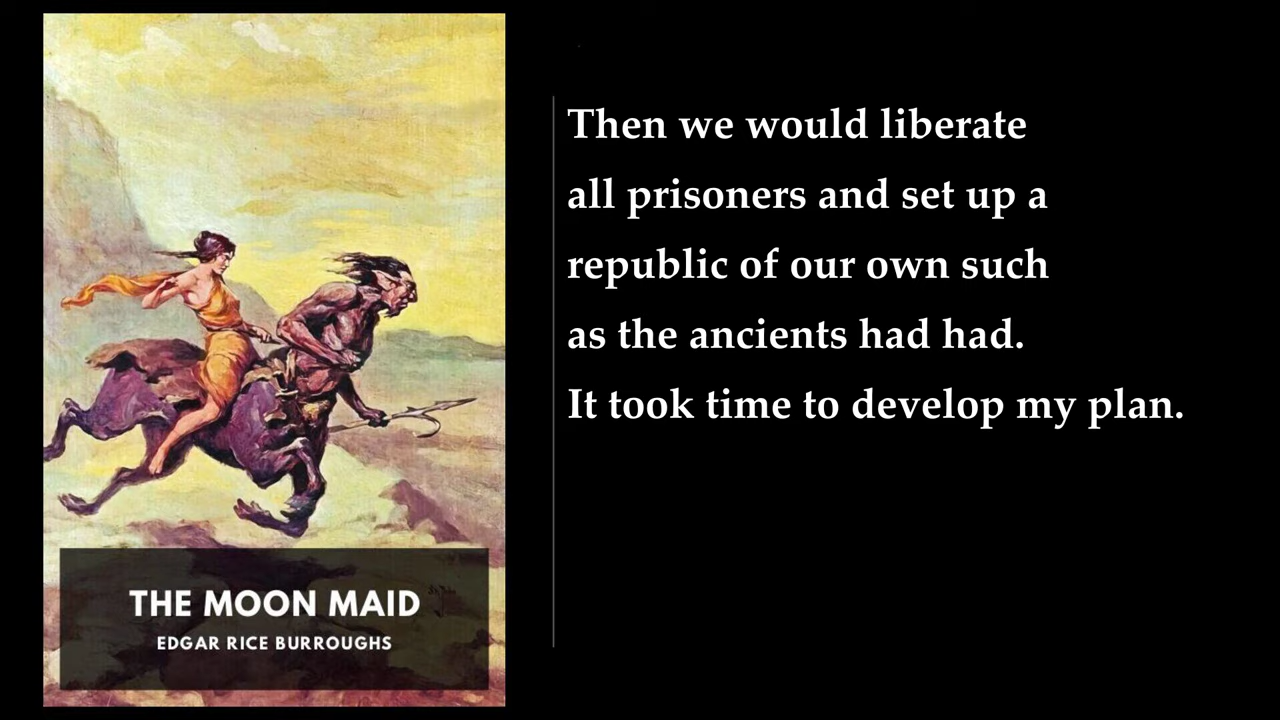 THE MOON MAID
EDGAR RICE BURROUGHS
Then we would liberate
all prisoners and set up a
republic of our own such
as the ancients had had.
It took time to develop my plan.